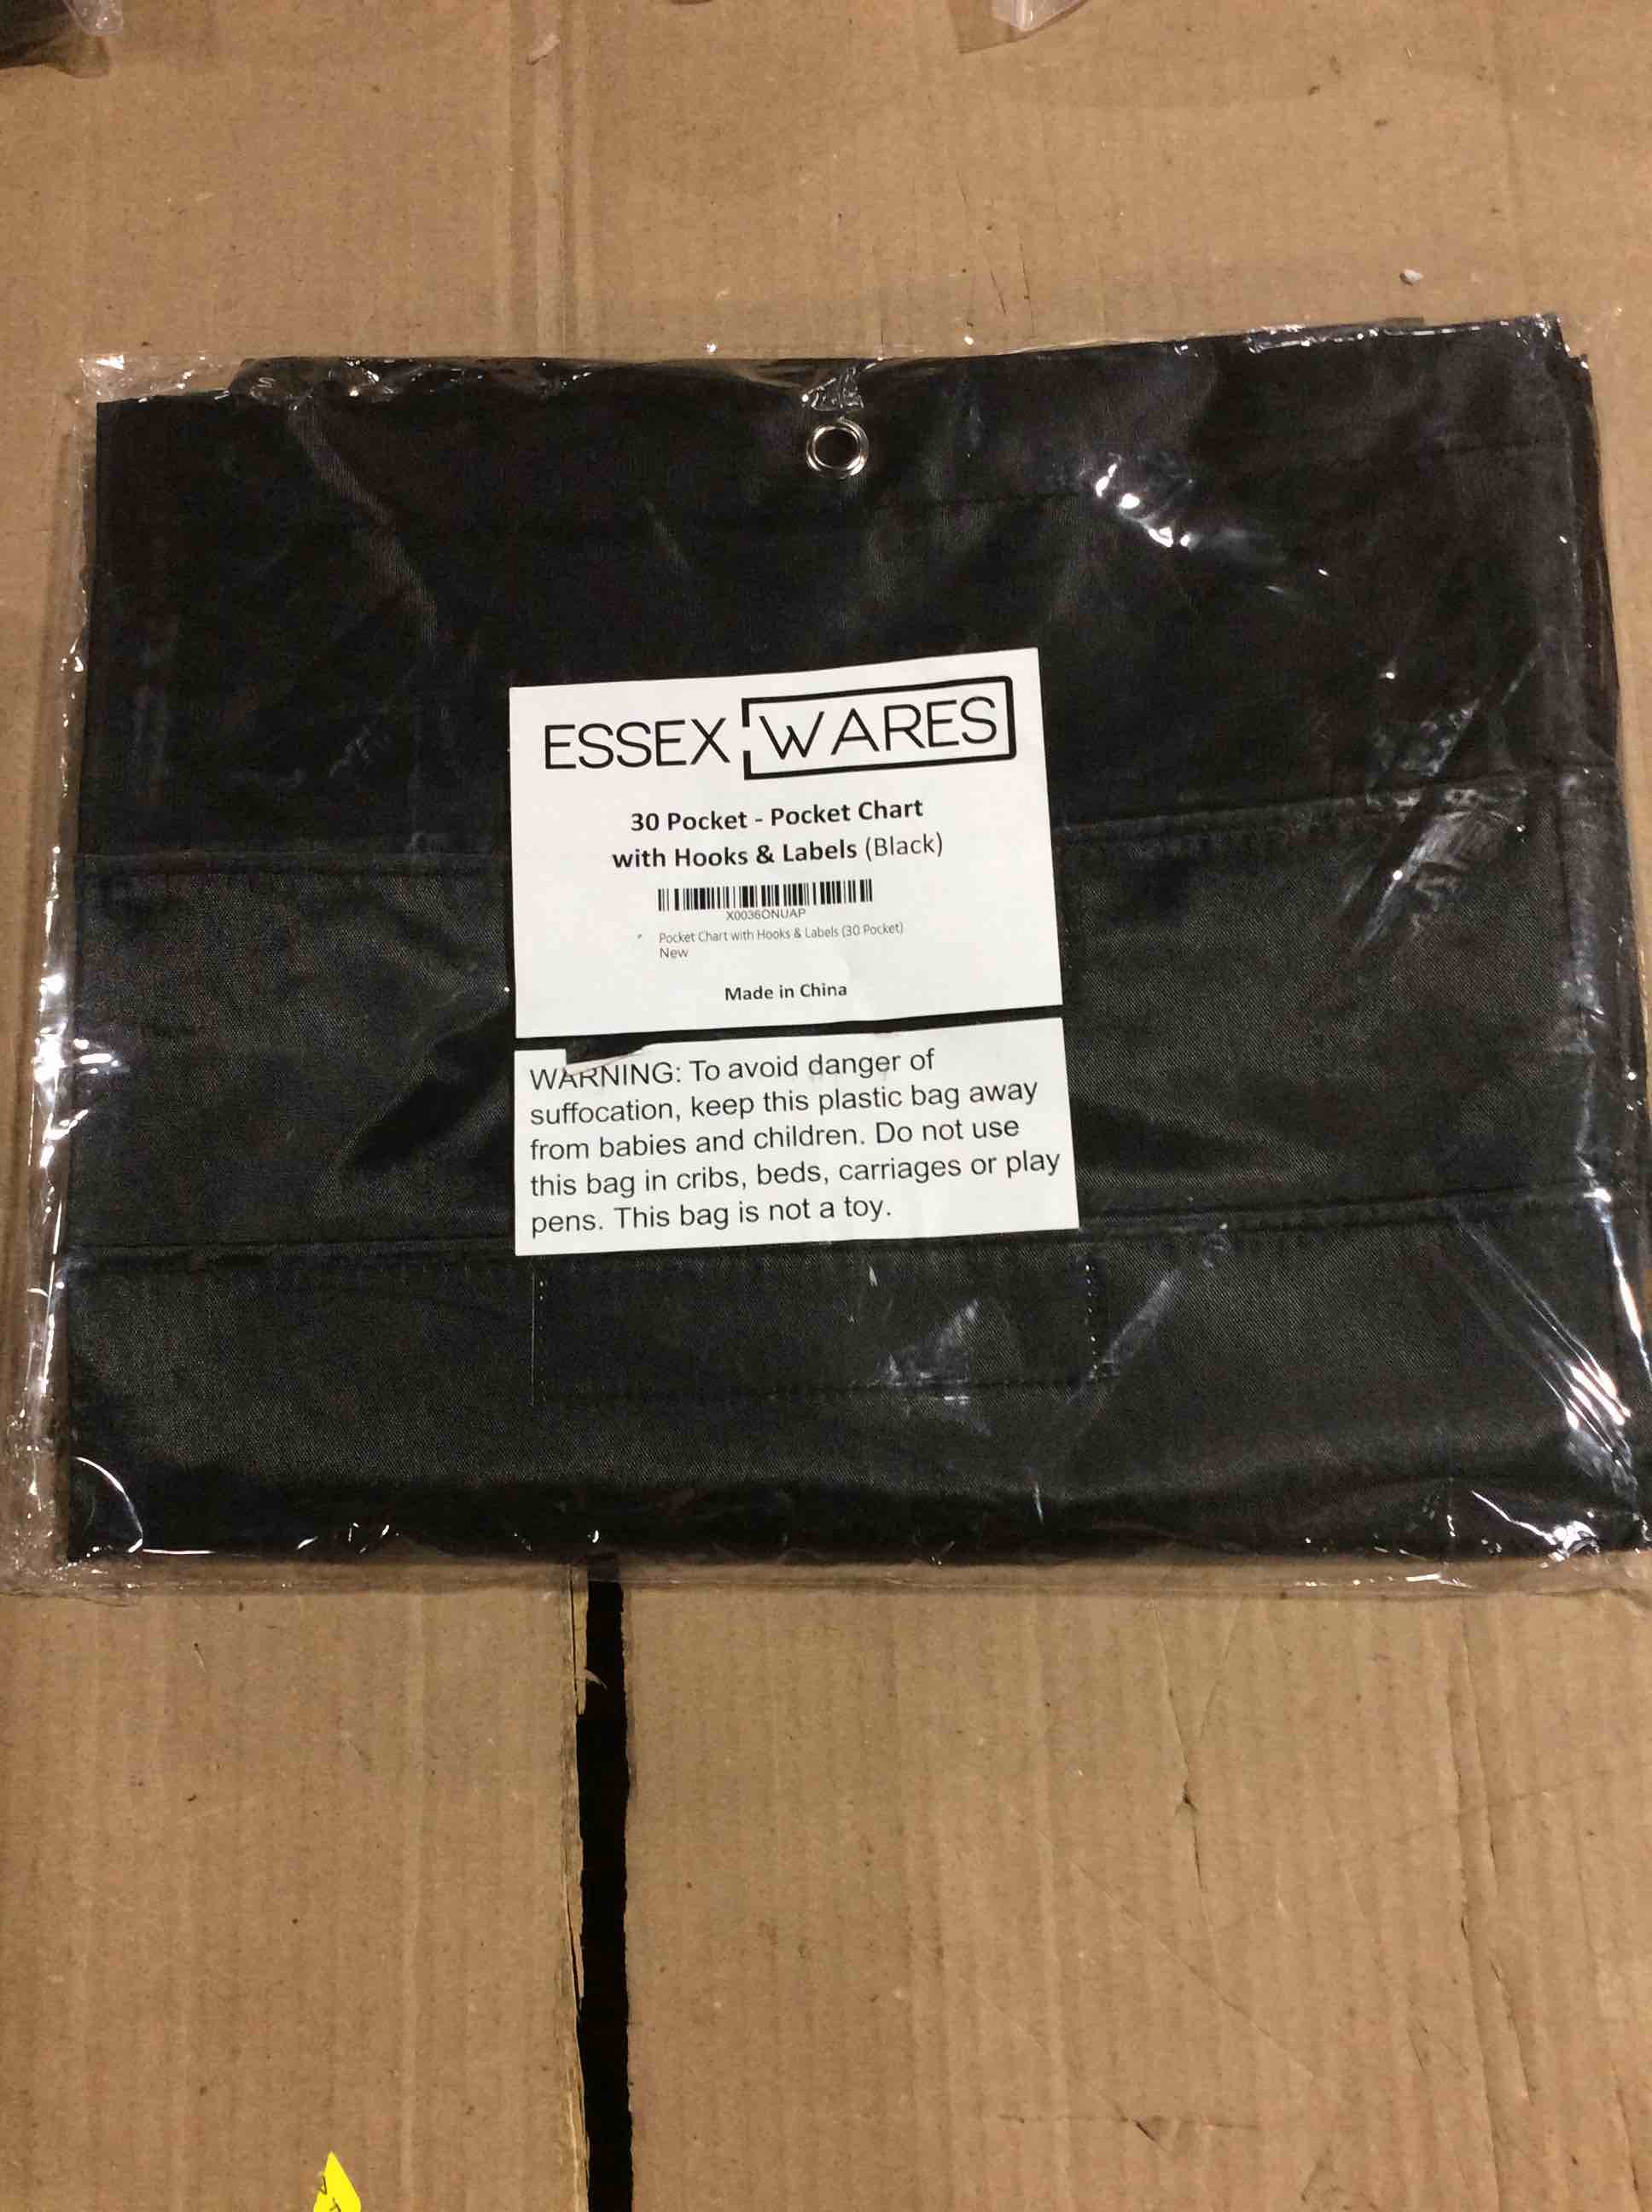 ESSEX WARES
30 Pocket - Pocket Chart
with Hooks & Labels (Black)
X0036ONUAP
Pocket Chart with Hooks & Labels (30 Pocket)
New
Made in China
WARNING: To avoid danger of
suffocation, keep this plastic bag away
from babies and children. Do not use
this bag in cribs, beds, carriages or play
pens. This bag is not a toy.